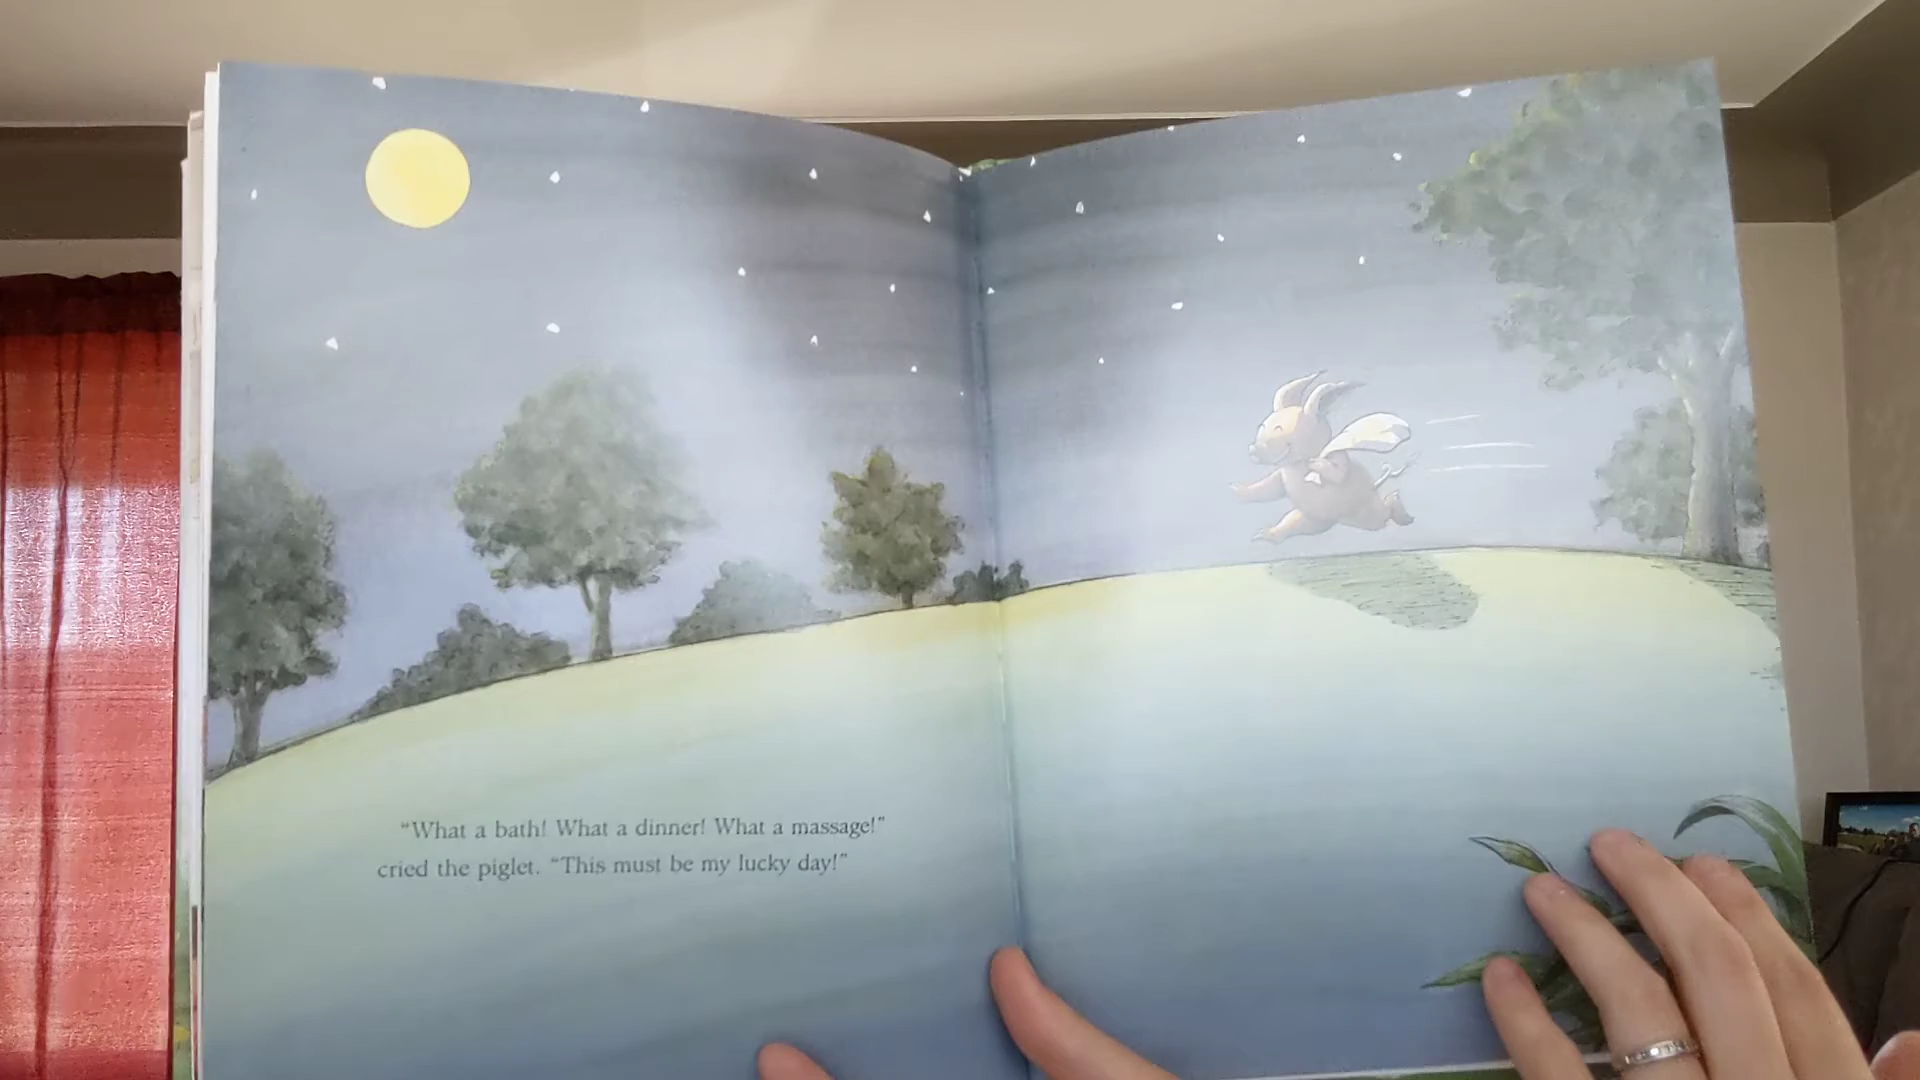 “What a bath! What a dinner! What a massage!”
cried the piglet. “This must be my lucky day!”